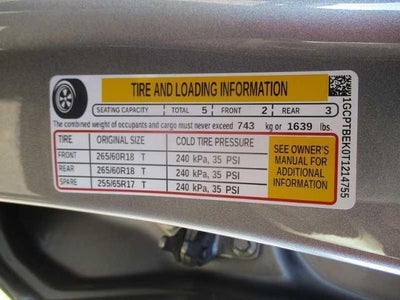 TIRE AND LOADING INFORMATION
SEATING CAPACITY TOTAL 5 FRONT 2 REAR 3
The combined weight of occupants and cargo must never exceed 743 kg or 1639 lbs.
TIRE ORIGINAL SIZE COLD TIRE PRESSURE
FRONT 265/60R18 T 240 kPa, 35 PSI
REAR 265/60R18 T 240 kPa, 35 PSI
SPARE 255/65R17 T 240 kPa, 35 PSI
SEE OWNER'S
MANUAL FOR
ADDITIONAL
INFORMATION
1GCPTBEK0T1214755